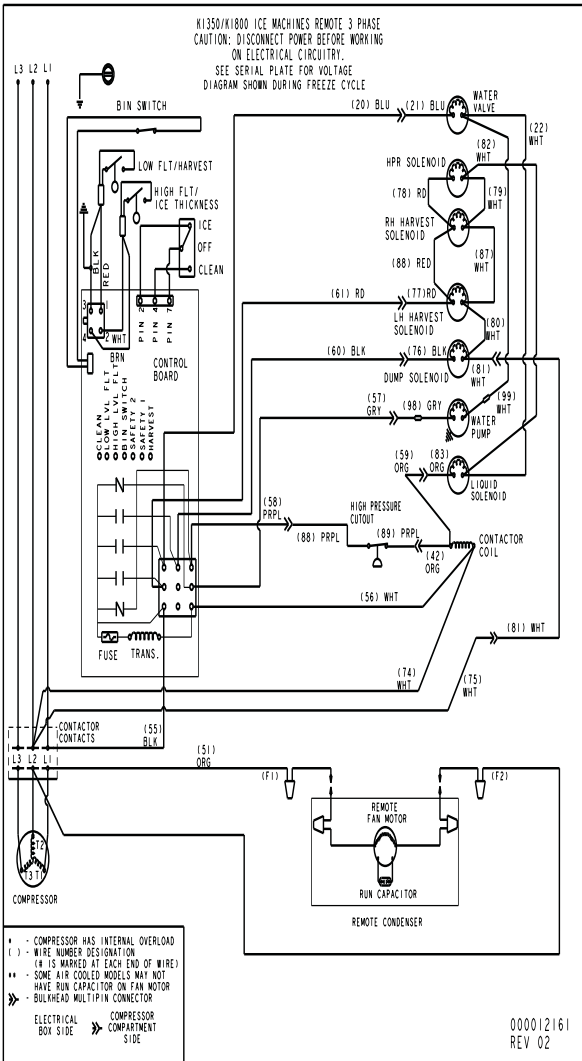 K1350/K1800 ICE MACHINES REMOTE 3 PHASE
CAUTION: DISCONNECT POWER BEFORE WORKING
ON ELECTRICAL CIRCUITRY.
SEE SERIAL PLATE FOR VOLTAGE
DIAGRAM SHOWN DURING FREEZE CYCLE
L3 L2 L1
BIN SWITCH
(20) BLU
(21) BLU
WATER
VALVE
(22)
WHT
(82)
WHT
LOW FLT/HARVEST
HPR SOLENOID
HIGH FLT/
ICE THICKNESS
(78) RD
(79)
WHT
ICE
OFF
CLEAN
RH HARVEST
SOLENOID
BLK
RED
(88) RED
(87)
WHT
(61) RD
(77)RD
3
1
4
2
WHT
BRN
PIN 2
PIN 4
PIN 7
LH HARVEST
SOLENOID
(80)
WHT
CONTROL
BOARD
(60) BLK
(76) BLK
DUMP SOLENOID
(81)
WHT
(99)
WHT
CLEAN
LOW LVL FLT
HIGH LVL FLT
BIN SWITCH
SAFETY 2
SAFETY 1
HARVEST
(57)
GRY
(98) GRY
WATER
PUMP
(59)
ORG
(83)
ORG
LIQUID
SOLENOID
(58)
PRPL
HIGH PRESSURE
CUTOUT
(88) PRPL
(89) PRPL
(42)
ORG
CONTACTOR
COIL
(56) WHT
FUSE
TRANS.
(81) WHT
(74)
WHT
(75)
WHT
CONTACTOR
CONTACTS
(55)
BLK
L3 L2 L1
(51)
ORG
(F1)
(F2)
REMOTE
FAN MOTOR
T2
T3 T1
RUN CAPACITOR
COMPRESSOR
REMOTE CONDENSER
* - COMPRESSOR HAS INTERNAL OVERLOAD
( ) - WIRE NUMBER DESIGNATION
(# IS MARKED AT EACH END OF WIRE)
** - SOME AIR COOLED MODELS MAY NOT
HAVE RUN CAPACITOR ON FAN MOTOR
- BULKHEAD MULTIPIN CONNECTOR
ELECTRICAL
BOX SIDE
COMPRESSOR
COMPARTMENT
SIDE
000012161
REV 02